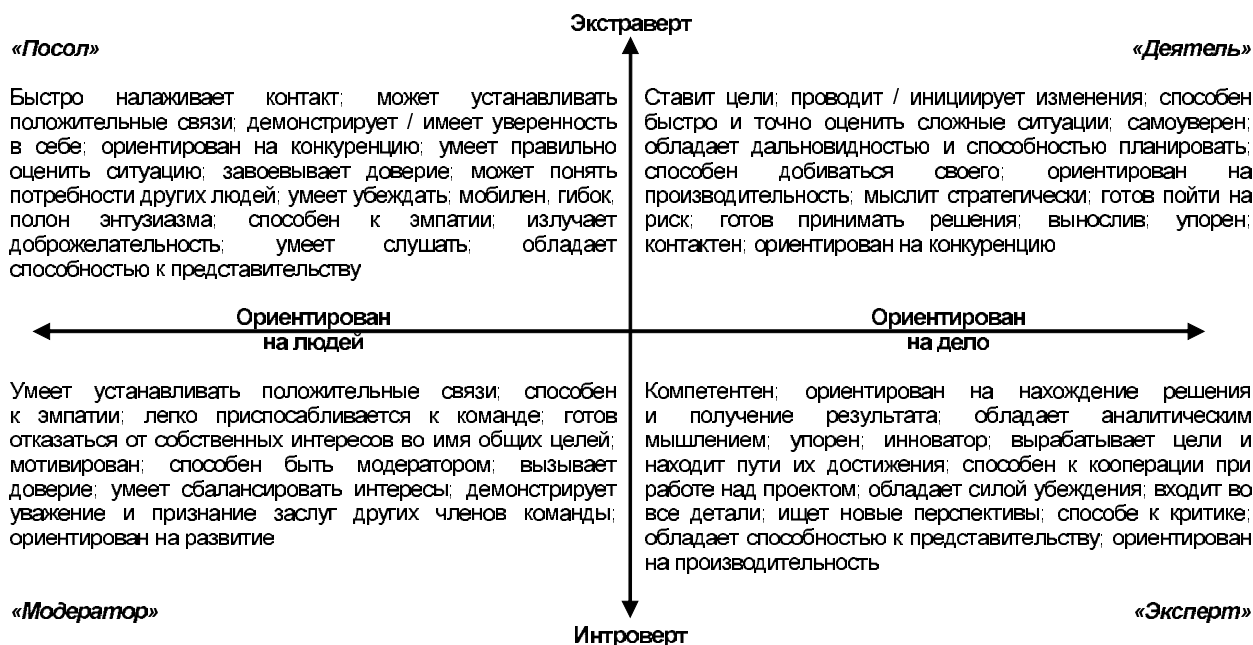 Экстраверт
«Посол»
«Деятель»
Быстро налаживает контакт; может устанавливать
положительные связи; демонстрирует / имеет уверенность
в себе; ориентирован на конкуренцию; умеет правильно
оценить ситуацию; завоевывает доверие; может понять
потребности других людей; умеет убеждать; мобилен, гибок,
полон энтузиазма; способен к эмпатии; излучает
доброжелательность; умеет слушать; обладает
способностью к представительству
Ставит цели; проводит / инициирует изменения; способен
быстро и точно оценить сложные ситуации; самоуверен;
обладает дальновидностью и способностью планировать;
способен добиваться своего; ориентирован на
производительность; мыслит стратегически; готов пойти на
риск; готов принимать решения; вынослив; упорен;
контактен; ориентирован на конкуренцию
Ориентирован
на людей
Ориентирован
на дело
Умеет устанавливать положительные связи; способен
к эмпатии; легко приспосабливается к команде; готов
отказаться от собственных интересов во имя общих целей;
мотивирован; способен быть модератором; вызывает
доверие; умеет сбалансировать интересы; демонстрирует
уважение и признание заслуг других членов команды;
ориентирован на развитие
Компетентен; ориентирован на нахождение решения
и получение результата; обладает аналитическим
мышлением; упорен; инноватор; вырабатывает цели и
находит пути их достижения; способен к кооперации при
работе над проектом; обладает силой убеждения; входит во
все детали; ищет новые перспективы; способе к критике;
обладает способностью к представительству; ориентирован
на производительность
«Модератор»
«Эксперт»
Интроверт